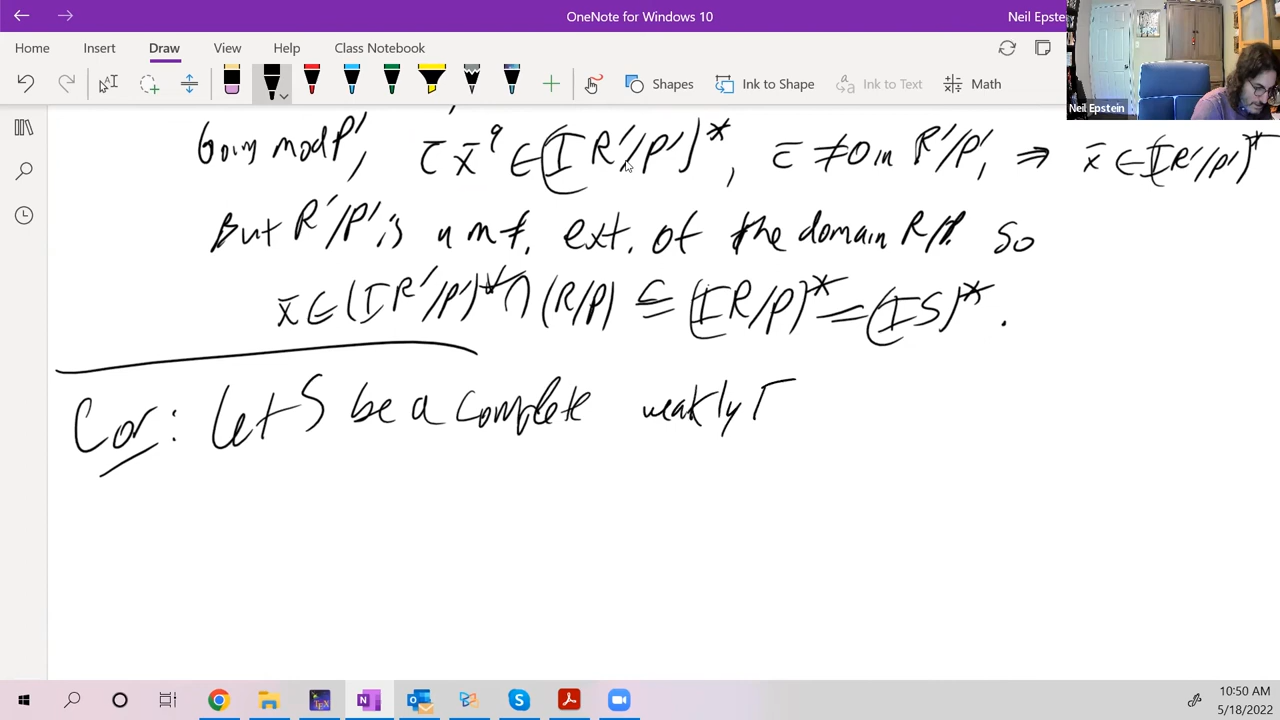 OneNote for Windows 10
Neil Epste
Home Insert Draw View Help Class Notebook
Shapes Ink to Shape Ink to Text Math
Neil Epstein
Going mod P', c̄ x̄^q ∈ (I R'/P')^*, c̄ ≠ 0 in R'/P', ⇒ x̄ ∈ (I R'/P')^*
But R'/P' is a m.f. ext. of the domain R/P. So
x̄ ∈ (I R'/P')^* ∩ (R/P) ⊆ (I R/P)^* = (I S)^*.
Cor: Let S be a complete weakly Γ
10:50 AM
5/18/2022